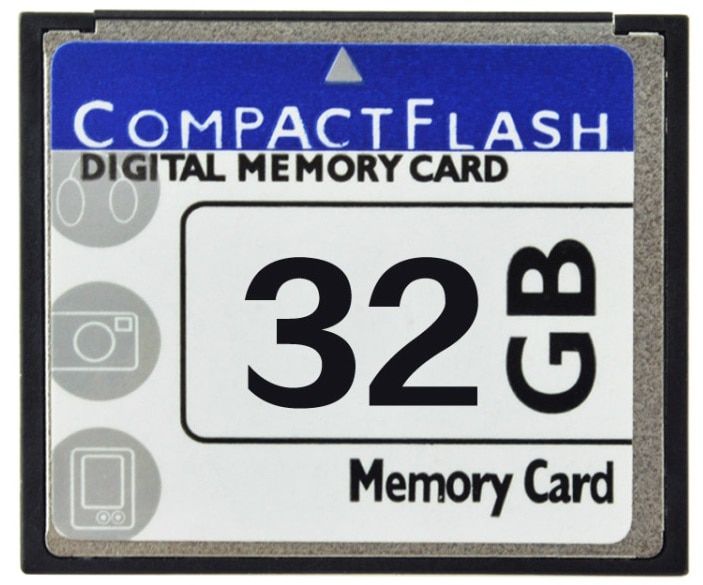 COMPACTFLASH
DIGITAL MEMORY CARD
32 GB
Memory Card